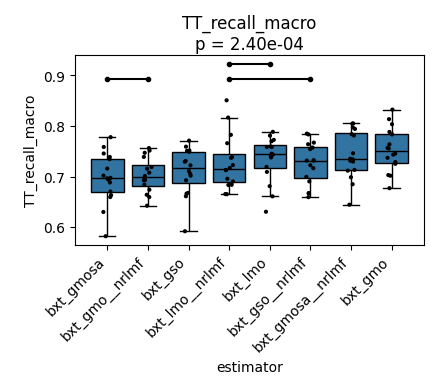 TT_recall_macro
p = 2.40e-04
TT_recall_macro
0.9
0.8
0.7
0.6
bxt_gmosa
bxt_gmo__nrlmf
bxt_gso
bxt_lmo__nrlmf
bxt_lmo
bxt_gso__nrlmf
bxt_gmosa__nrlmf
bxt_gmo
estimator